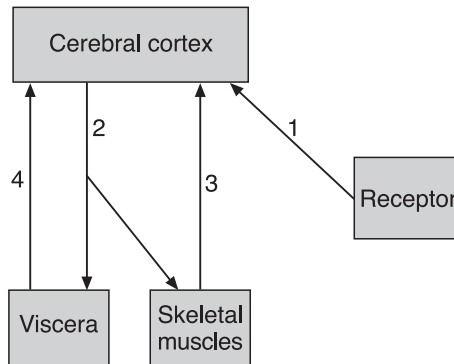 Cerebral cortex
1
2
4
3
Receptor
Viscera
Skeletal
muscles